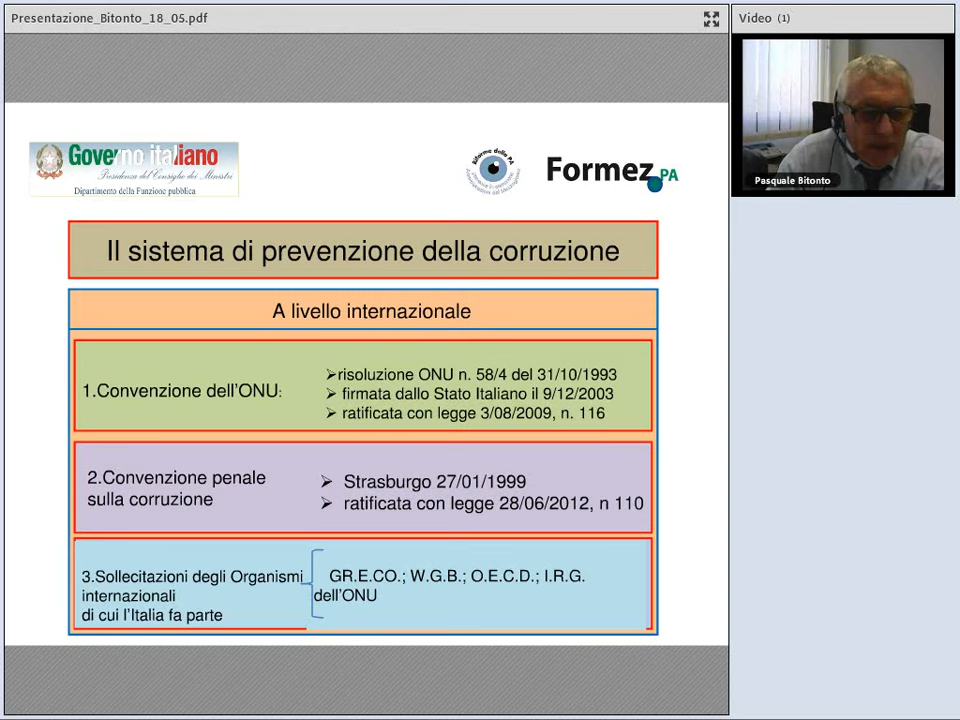 Presentazione_Bitonto_18_05.pdf
Video (1)
Pasquale Bitonto
Governo italiano
Presidenza del Consiglio dei Ministri
Dipartimento della Funzione pubblica
Riforme della PA
Formez PA
Il sistema di prevenzione della corruzione
A livello internazionale
1.Convenzione dell'ONU:
➢risoluzione ONU n. 58/4 del 31/10/1993
➢ firmata dallo Stato Italiano il 9/12/2003
➢ ratificata con legge 3/08/2009, n. 116
2.Convenzione penale
sulla corruzione
➢ Strasburgo 27/01/1999
➢ ratificata con legge 28/06/2012, n 110
3.Sollecitazioni degli Organismi
internazionali
di cui l'Italia fa parte
GR.E.CO.; W.G.B.; O.E.C.D.; I.R.G.
dell'ONU